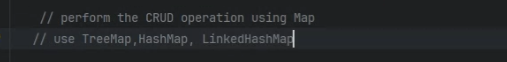 // perform the CRUD operation using Map
// use TreeMap,HashMap, LinkedHashMap